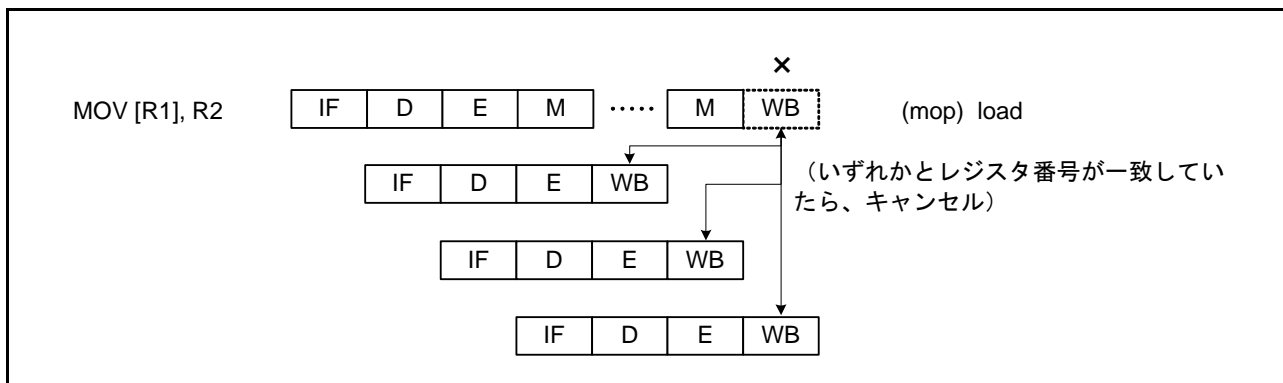 ×
MOV [R1], R2 IF D E M ····· M WB (mop) load
IF D E WB
（いずれかとレジスタ番号が一致してい
たら、キャンセル）
IF D E WB
IF D E WB